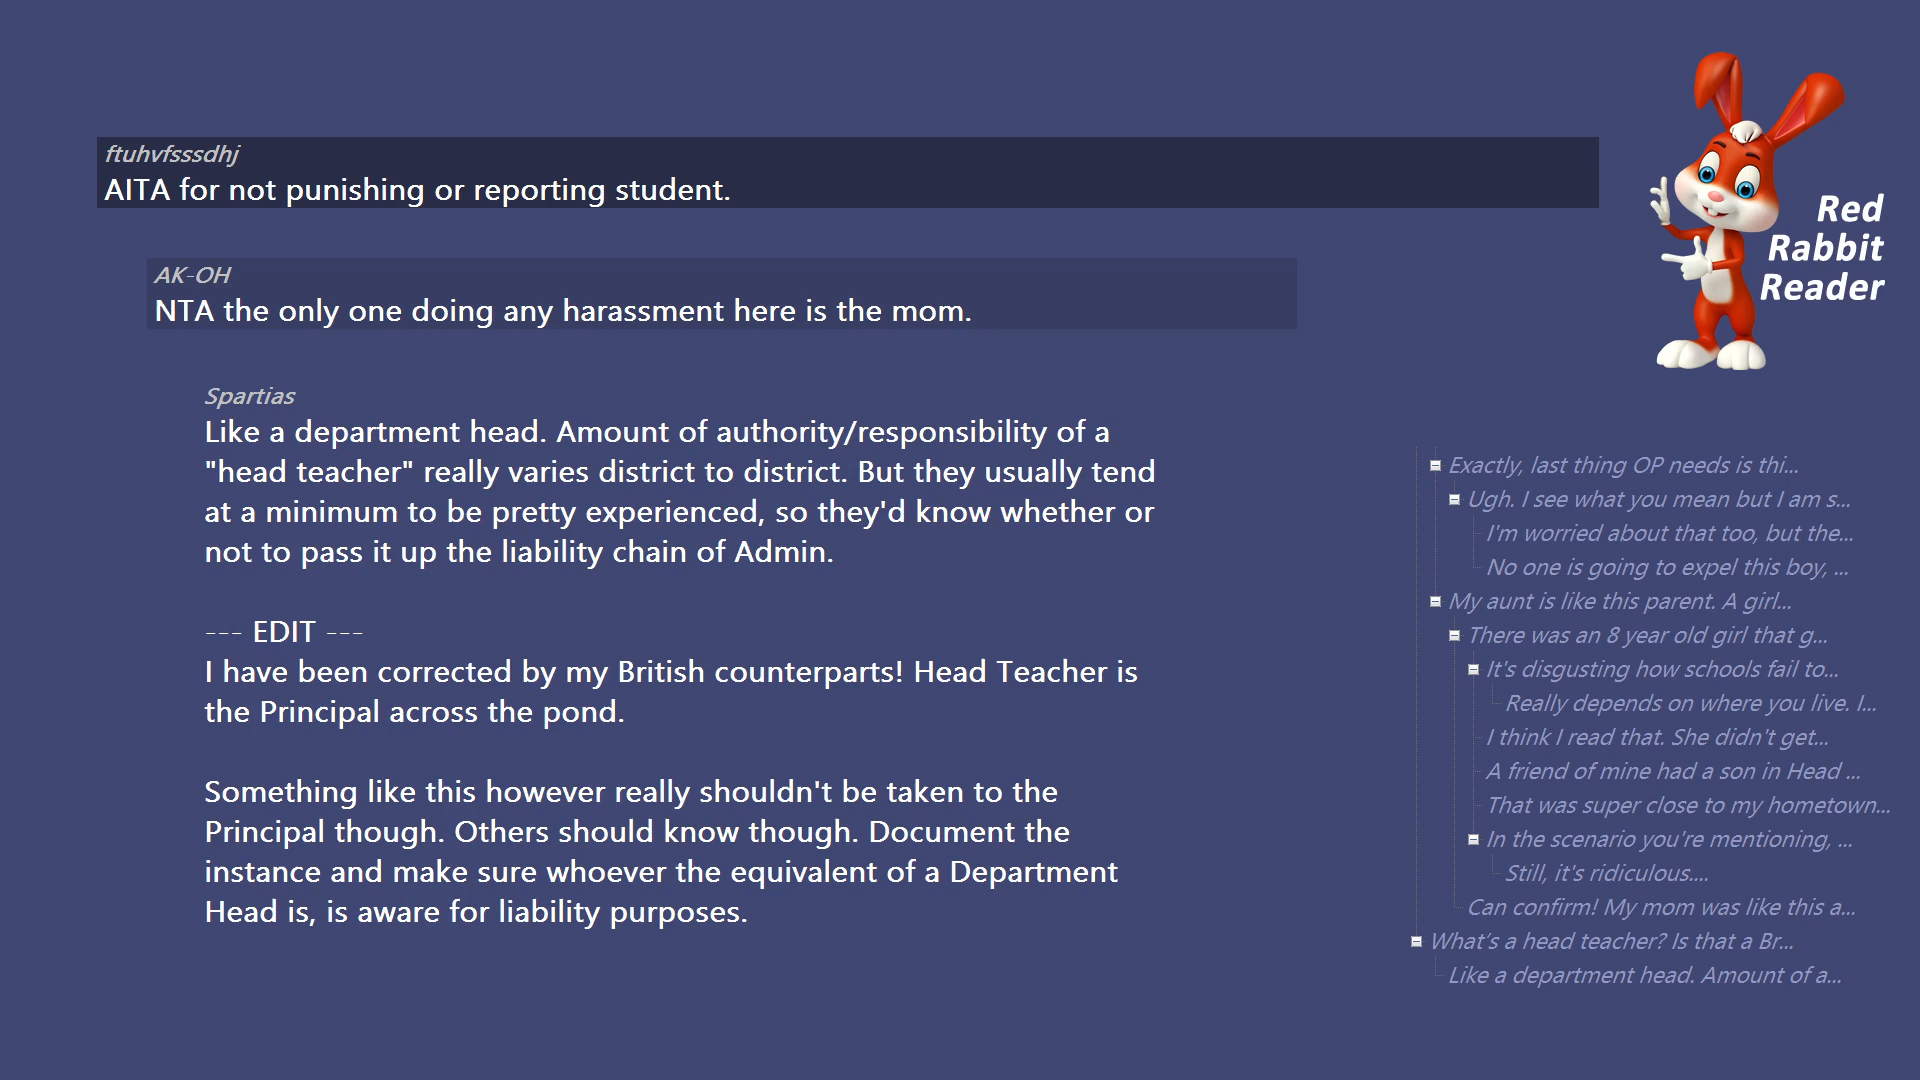 ftuhvfsssdhj
AITA for not punishing or reporting student.
AK-OH
NTA the only one doing any harassment here is the mom.
Spartias
Like a department head. Amount of authority/responsibility of a
"head teacher" really varies district to district. But they usually tend
at a minimum to be pretty experienced, so they'd know whether or
not to pass it up the liability chain of Admin.
--- EDIT ---
I have been corrected by my British counterparts! Head Teacher is
the Principal across the pond.
Something like this however really shouldn't be taken to the
Principal though. Others should know though. Document the
instance and make sure whoever the equivalent of a Department
Head is, is aware for liability purposes.
Red
Rabbit
Reader
Exactly, last thing OP needs is thi...
Ugh. I see what you mean but I am s...
I'm worried about that too, but the...
No one is going to expel this boy, ...
My aunt is like this parent. A girl...
There was an 8 year old girl that g...
It's disgusting how schools fail to...
Really depends on where you live. I...
I think I read that. She didn't get...
A friend of mine had a son in Head ...
That was super close to my hometown...
In the scenario you're mentioning, ...
Still, it's ridiculous....
Can confirm! My mom was like this a...
What's a head teacher? Is that a Br...
Like a department head. Amount of a...